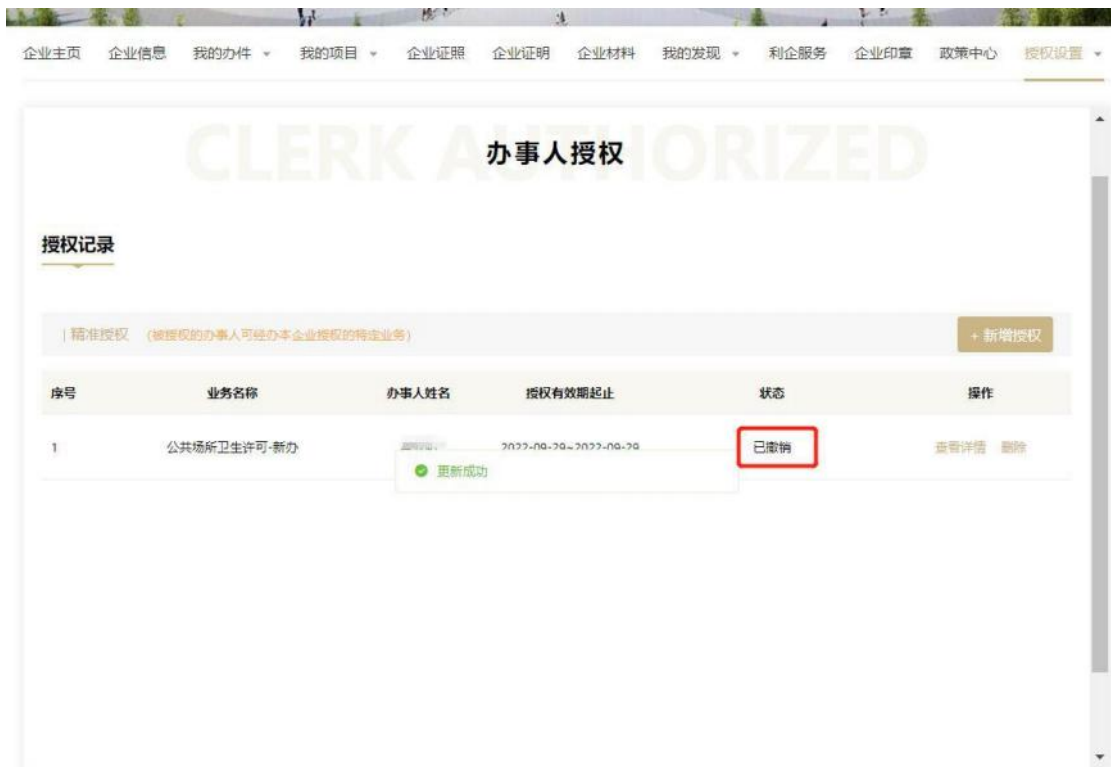 企业主页 企业信息 我的办件 我的项目 企业证照 企业证明 企业材料 我的发现 利企服务 企业印章 政策中心 授权设置
CLERK AUTHORIZED
办事人授权
授权记录
| 精准授权 (被授权的办事人可经办本企业授权的特定业务) + 新增授权
序号 业务名称 办事人姓名 授权有效期起止 状态 操作
1 公共场所卫生许可-新办 2022-09-29~2022-09-29 已撤销 查看详情 删除
更新成功